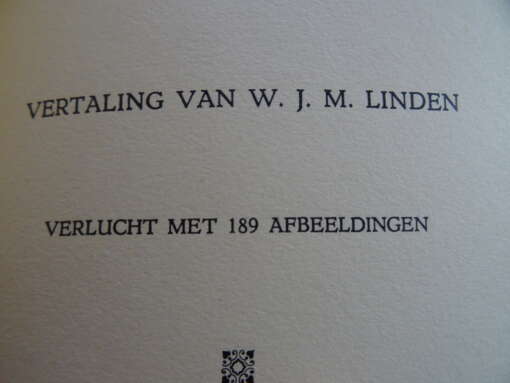 VERTALING VAN W. J. M. LINDEN
VERLUCHT MET 189 AFBEELDINGEN